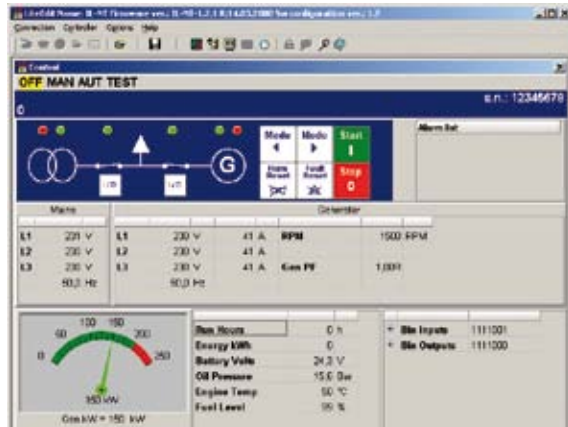 Connection Controller Options Help
Control
OFF MAN AUT TEST
s.n.: 12345678
0
Mode Mode Start
Alarm list
Horn Reset Fault Reset Stop
I
0
G
Mains Generator
L1 231 V L1 230 V 41 A RPM 1500 RPM
L2 230 V L2 230 V 41 A
L3 230 V L3 230 V 41 A Gen PF 1,00R
50,0 Hz 50,0 Hz
0 50 100 150 200 250
150 kW
Gen kW = 150 kW
Run Hours 0 h
Energy kWh 0
Battery Volts 24,3 V
Oil Pressure 15,6 Bar
Engine Temp °C
Fuel Level %
Bin Inputs 1111001
Bin Outputs 1111000